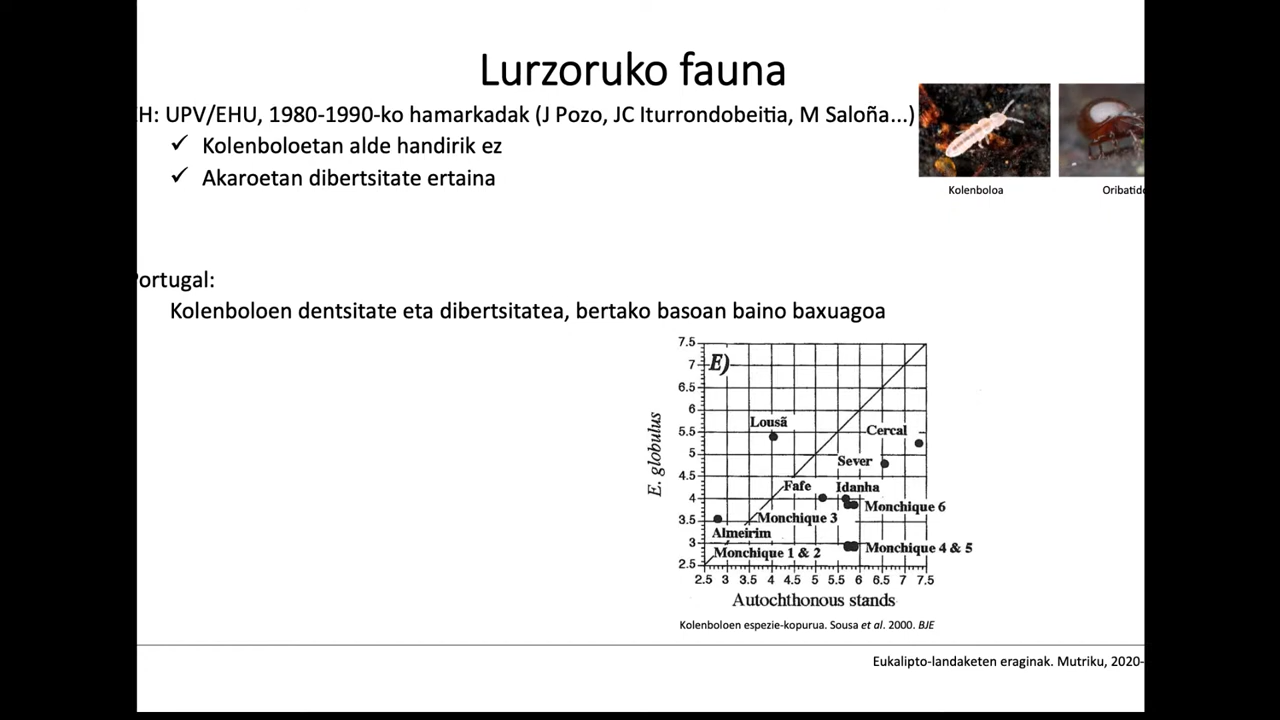 Lurzoruko fauna
H: UPV/EHU, 1980-1990-ko hamarkadak (J Pozo, JC Iturrondobeitia, M Saloña...)
✓ Kolenboloetan alde handirik ez
✓ Akaroetan dibertsitate ertaina
Kolenboloa
Oribatid
ortugal:
Kolenboloen dentsitate eta dibertsitatea, bertako basoan baino baxuagoa
E)
E. globulus
7.5
7
6.5
6
5.5
5
4.5
4
3.5
3
2.5
Lousã
Cercal
Sever
Fafe
Idanha
Monchique 6
Monchique 3
Almeirim
Monchique 4 & 5
Monchique 1 & 2
2.5 3 3.5 4 4.5 5 5.5 6 6.5 7 7.5
Autochthonous stands
Kolenboloen espezie-kopurua. Sousa et al. 2000. BJE
Eukalipto-landaketen eraginak. Mutriku, 2020-